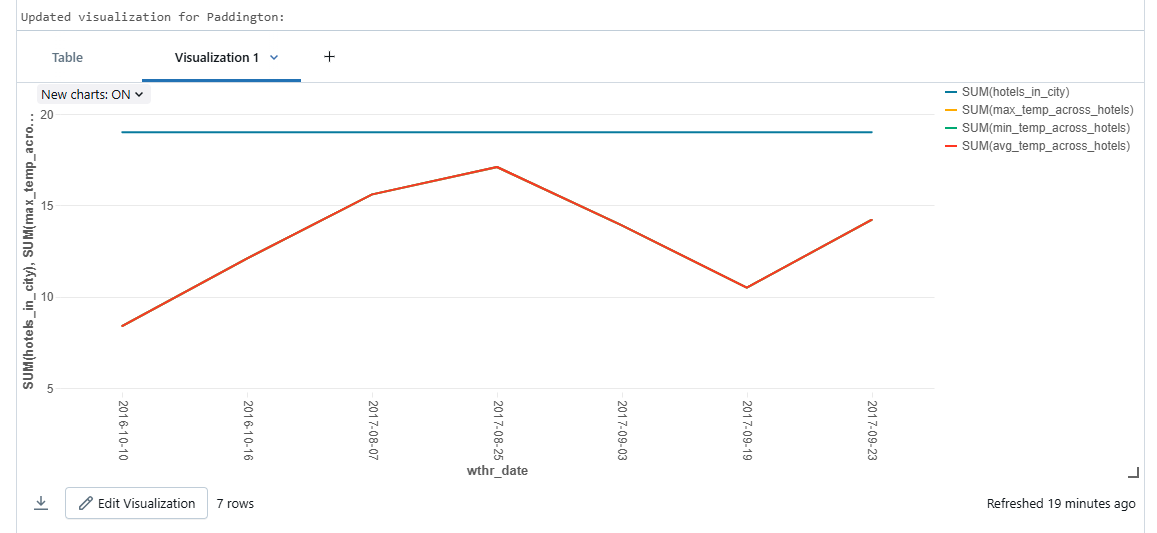 Updated visualization for Paddington:
Table
Visualization 1
+
New charts: ON
SUM(hotels_in_city)
SUM(max_temp_across_hotels)
SUM(min_temp_across_hotels)
SUM(avg_temp_across_hotels)
SUM(hotels_in_city), SUM(max_temp_acro...
20
15
10
5
2016-10-10
2016-10-16
2017-08-07
2017-08-25
2017-09-03
2017-09-19
2017-09-23
wthr_date
Edit Visualization
7 rows
Refreshed 19 minutes ago